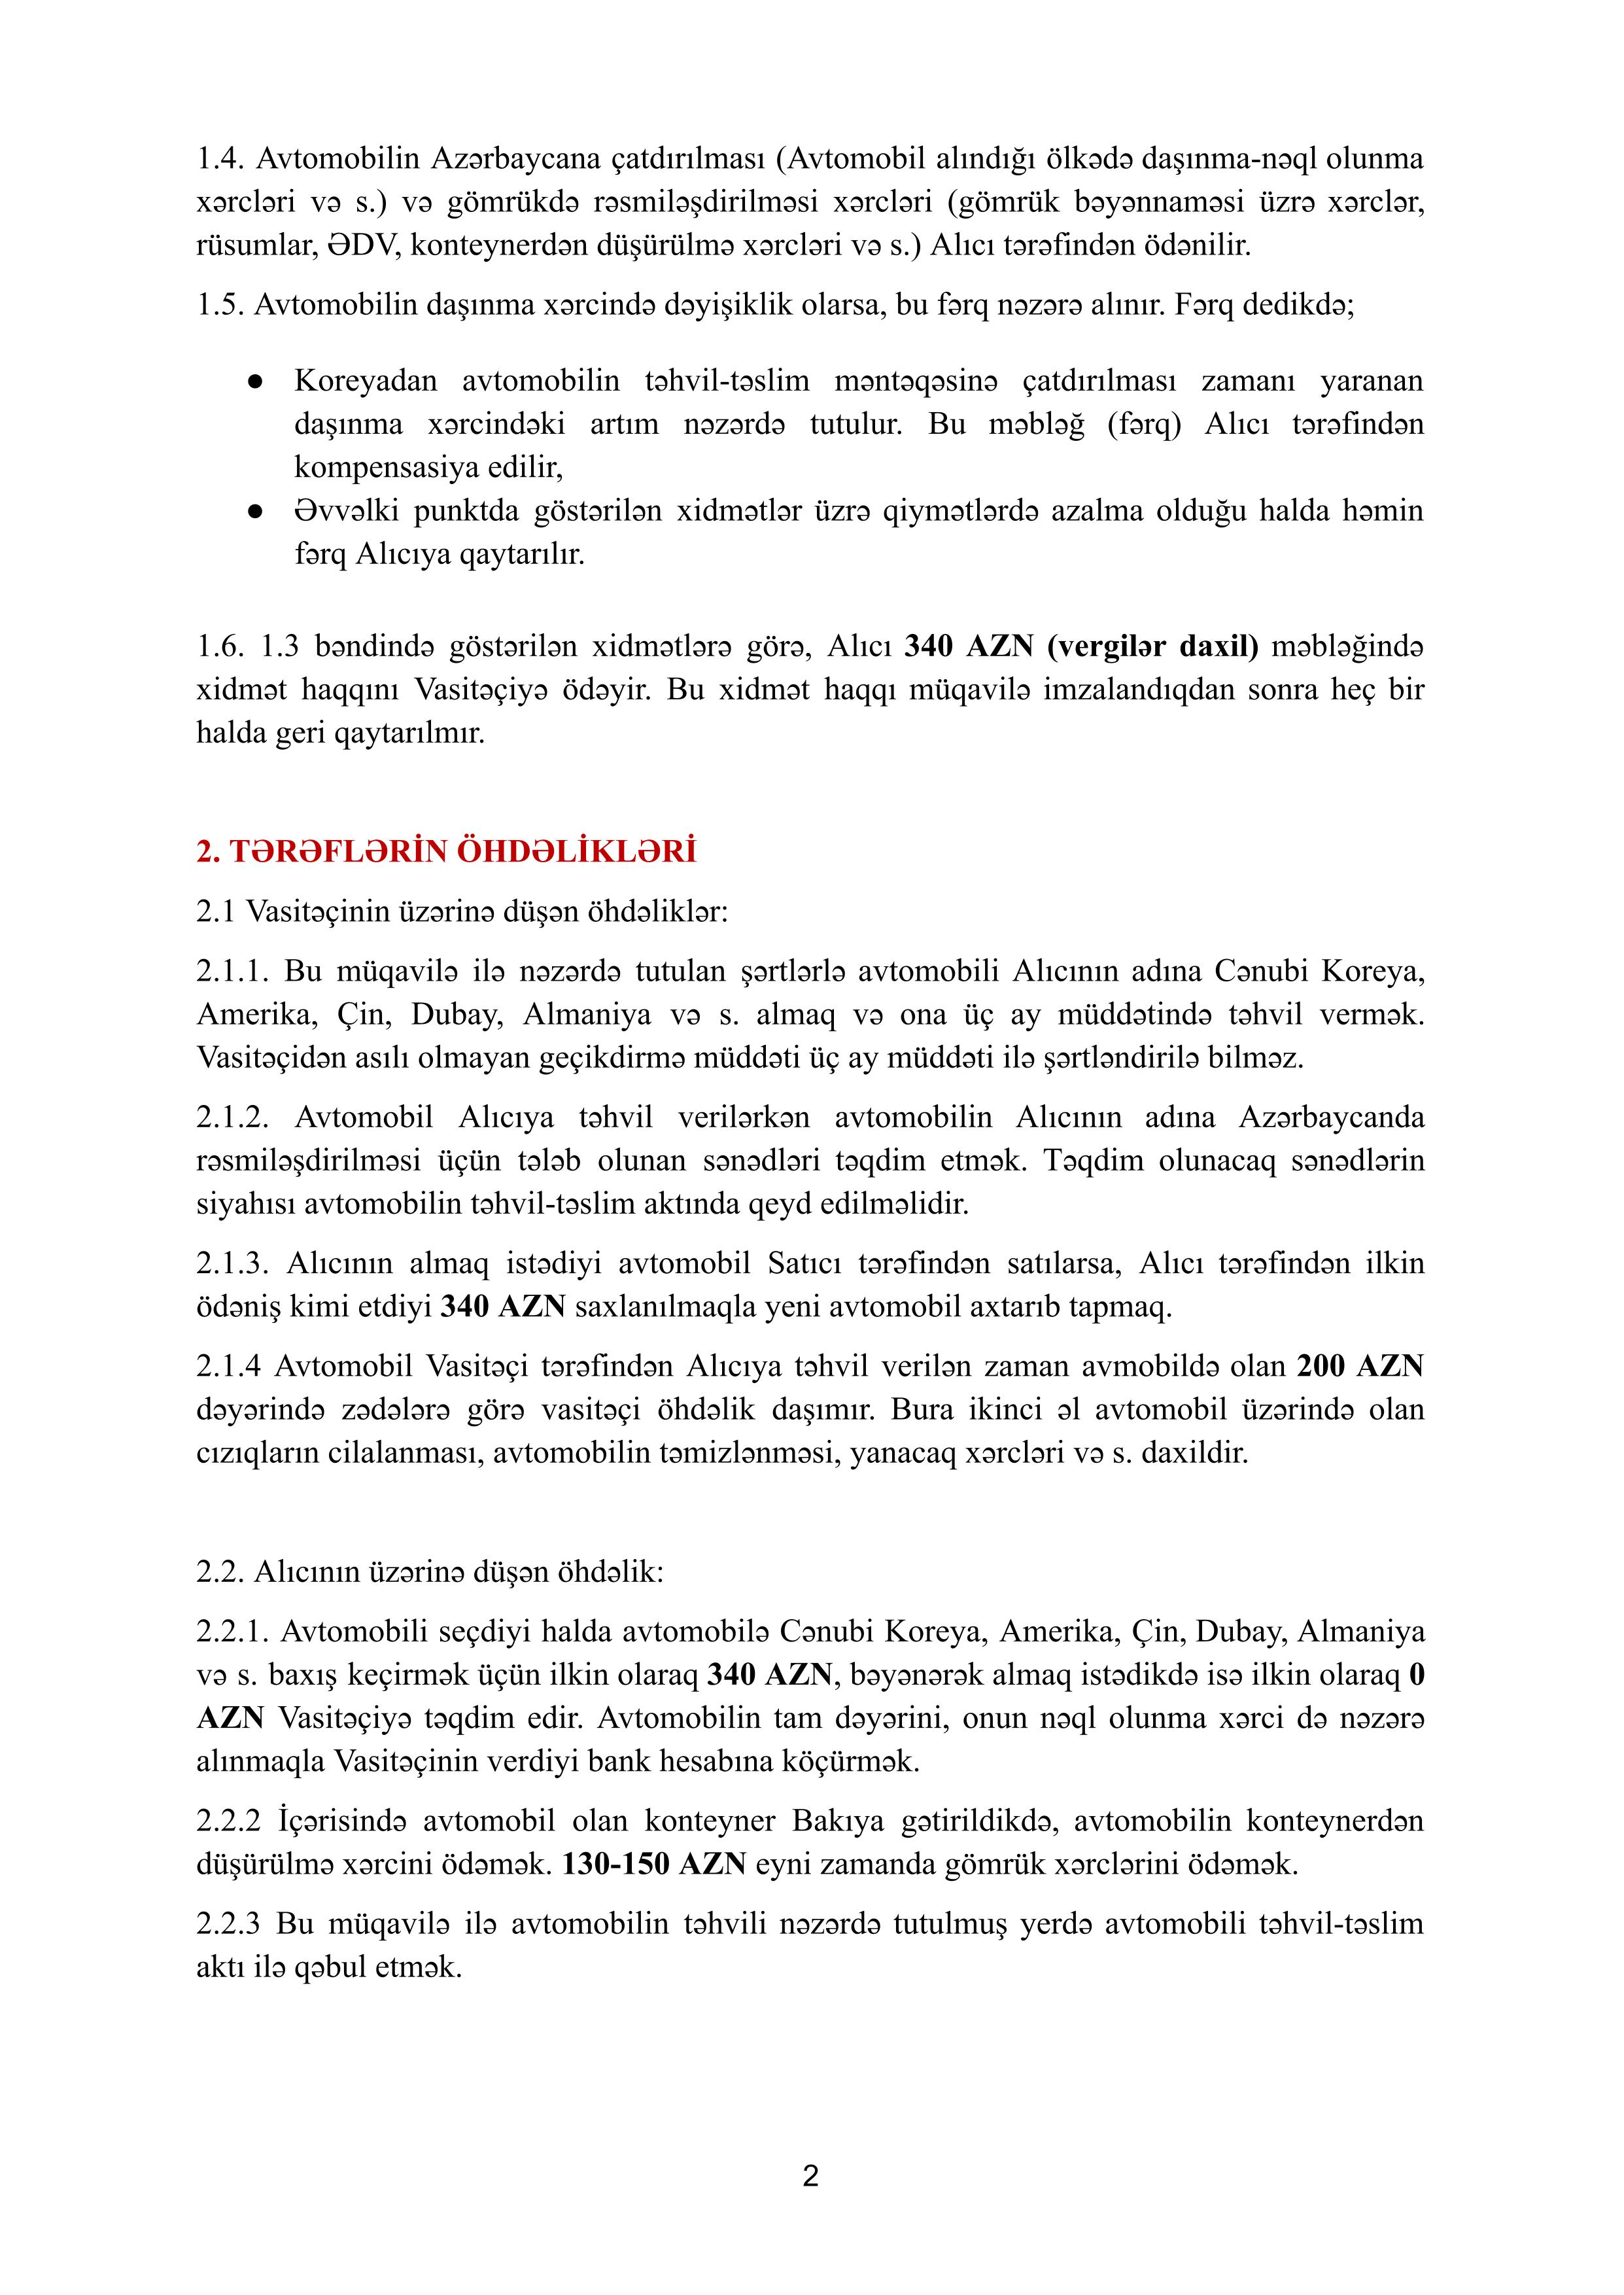 1.4. Avtomobilin Azərbaycana çatdırılması (Avtomobil alındığı ölkədə daşınma-nəql olunma
xərcləri və s.) və gömrükdə rəsmiləşdirilməsi xərcləri (gömrük bəyənnaməsi üzrə xərclər,
rüsumlar, ƏDV, konteynerdən düşürülmə xərcləri və s.) Alıcı tərəfindən ödənilir.
1.5. Avtomobilin daşınma xərcində dəyişiklik olarsa, bu fərq nəzərə alınır. Fərq dedikdə;
● Koreyadan avtomobilin təhvil-təslim məntəqəsinə çatdırılması zamanı yaranan
daşınma xərcindəki artım nəzərdə tutulur. Bu məbləğ (fərq) Alıcı tərəfindən
kompensasiya edilir,
● Əvvəlki punktda göstərilən xidmətlər üzrə qiymətlərdə azalma olduğu halda həmin
fərq Alıcıya qaytarılır.
1.6. 1.3 bəndində göstərilən xidmətlərə görə, Alıcı 340 AZN (vergilər daxil) məbləğində
xidmət haqqını Vasitəçiyə ödəyir. Bu xidmət haqqı müqavilə imzalandıqdan sonra heç bir
halda geri qaytarılmır.
2. TƏRƏFLƏRİN ÖHDƏLİKLƏRİ
2.1 Vasitəçinin üzərinə düşən öhdəliklər:
2.1.1. Bu müqavilə ilə nəzərdə tutulan şərtlərlə avtomobili Alıcının adına Cənubi Koreya,
Amerika, Çin, Dubay, Almaniya və s. almaq və ona üç ay müddətində təhvil vermək.
Vasitəçidən asılı olmayan geçikdirmə müddəti üç ay müddəti ilə şərtləndirilə bilməz.
2.1.2. Avtomobil Alıcıya təhvil verilərkən avtomobilin Alıcının adına Azərbaycanda
rəsmiləşdirilməsi üçün tələb olunan sənədləri təqdim etmək. Təqdim olunacaq sənədlərin
siyahısı avtomobilin təhvil-təslim aktında qeyd edilməlidir.
2.1.3. Alıcının almaq istədiyi avtomobil Satıcı tərəfindən satılarsa, Alıcı tərəfindən ilkin
ödəniş kimi etdiyi 340 AZN saxlanılmaqla yeni avtomobil axtarıb tapmaq.
2.1.4 Avtomobil Vasitəçi tərəfindən Alıcıya təhvil verilən zaman avmobildə olan 200 AZN
dəyərində zədələrə görə vasitəçi öhdəlik daşımır. Bura ikinci əl avtomobil üzərində olan
cızıqların cilalanması, avtomobilin təmizlənməsi, yanacaq xərcləri və s. daxildir.
2.2. Alıcının üzərinə düşən öhdəlik:
2.2.1. Avtomobili seçdiyi halda avtomobilə Cənubi Koreya, Amerika, Çin, Dubay, Almaniya
və s. baxış keçirmək üçün ilkin olaraq 340 AZN, bəyənərək almaq istədikdə isə ilkin olaraq 0
AZN Vasitəçiyə təqdim edir. Avtomobilin tam dəyərini, onun nəql olunma xərci də nəzərə
alınmaqla Vasitəçinin verdiyi bank hesabına köçürmək.
2.2.2 İçərisində avtomobil olan konteyner Bakıya gətirildikdə, avtomobilin konteynerdən
düşürülmə xərcini ödəmək. 130-150 AZN eyni zamanda gömrük xərclərini ödəmək.
2.2.3 Bu müqavilə ilə avtomobilin təhvili nəzərdə tutulmuş yerdə avtomobili təhvil-təslim
aktı ilə qəbul etmək.
2